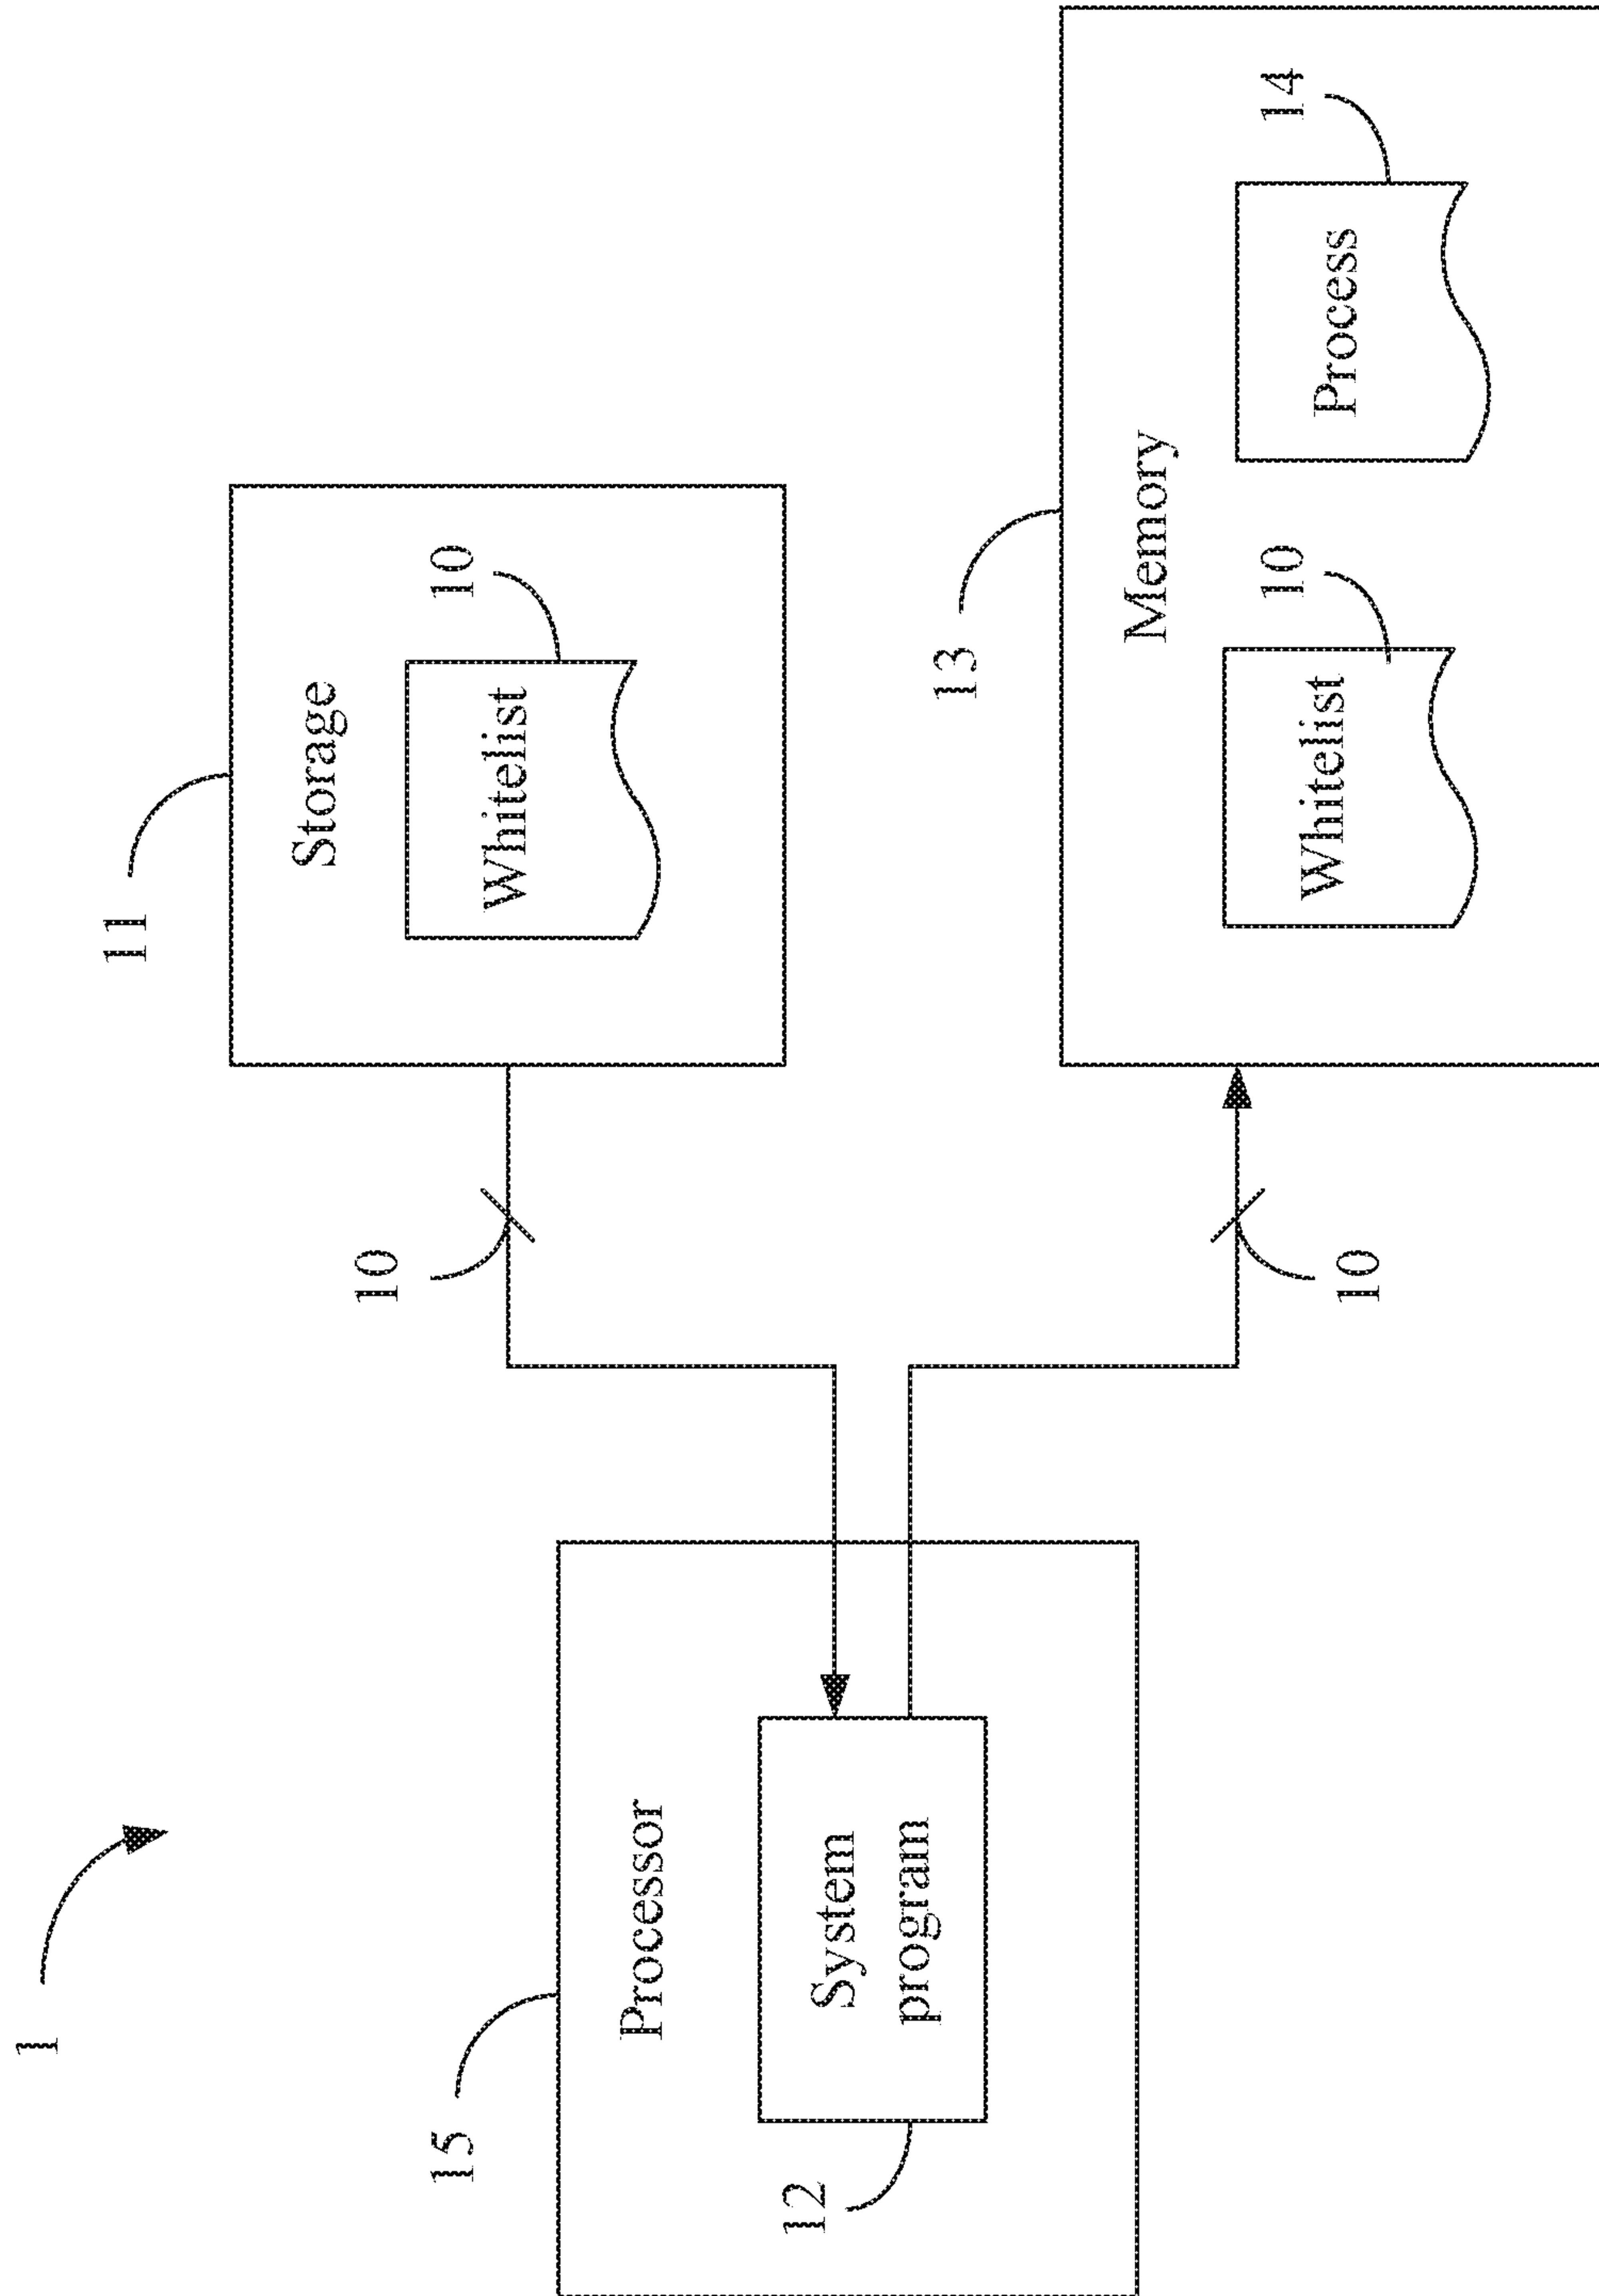 1
11
Storage
10
Whitelist
15
Processor
10
12
System
program
13
Memory
10
Whitelist
14
Process
10